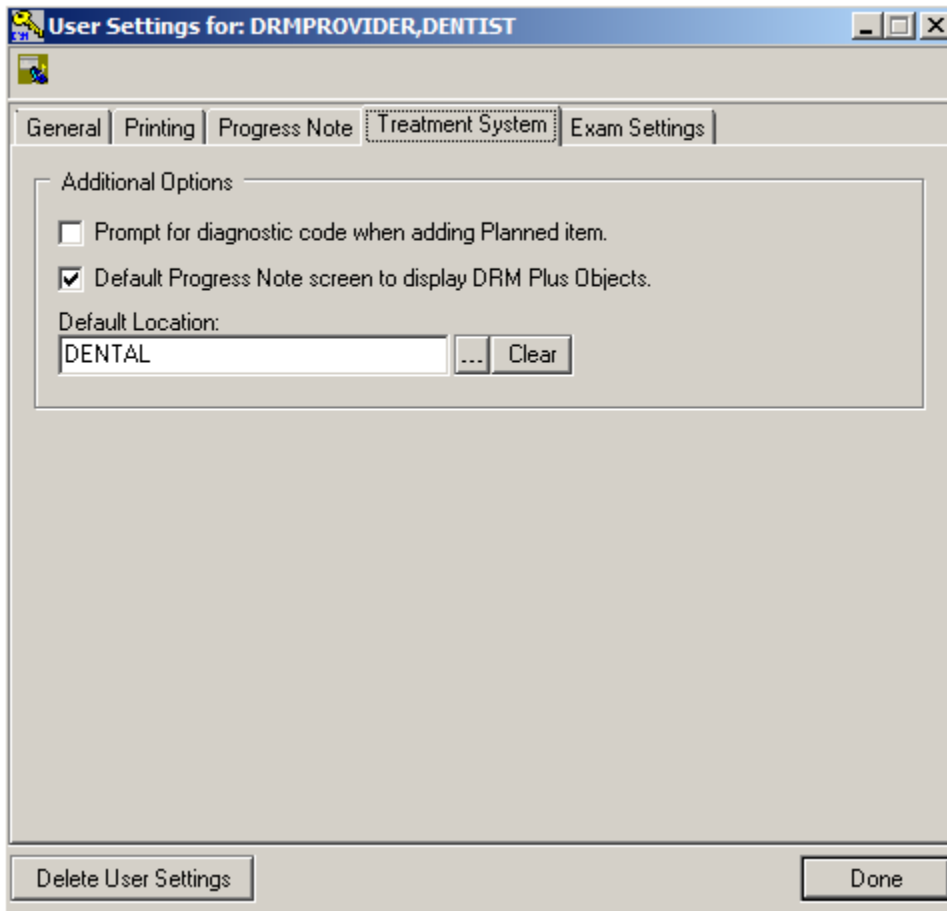 User Settings for: DRMPROVIDER,DENTIST
General Printing Progress Note Treatment System Exam Settings
Additional Options
Prompt for diagnostic code when adding Planned item.
Default Progress Note screen to display DRM Plus Objects.
Default Location:
DENTAL ... Clear
Delete User Settings Done